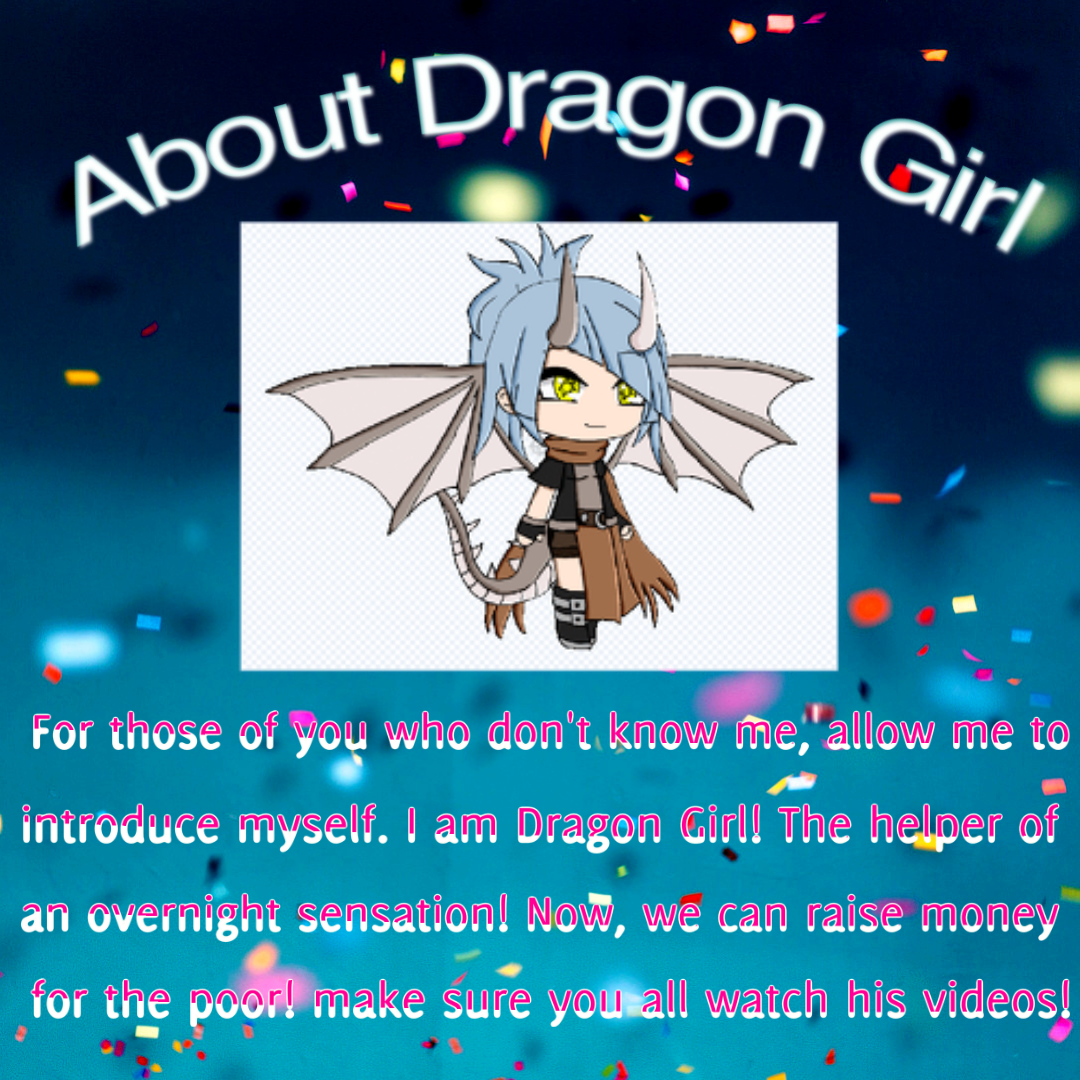 About Dragon Girl
For those of you who don't know me, allow me to
introduce myself. I am Dragon Girl! The helper of
an overnight sensation! Now, we can raise money
for the poor! make sure you all watch his videos!